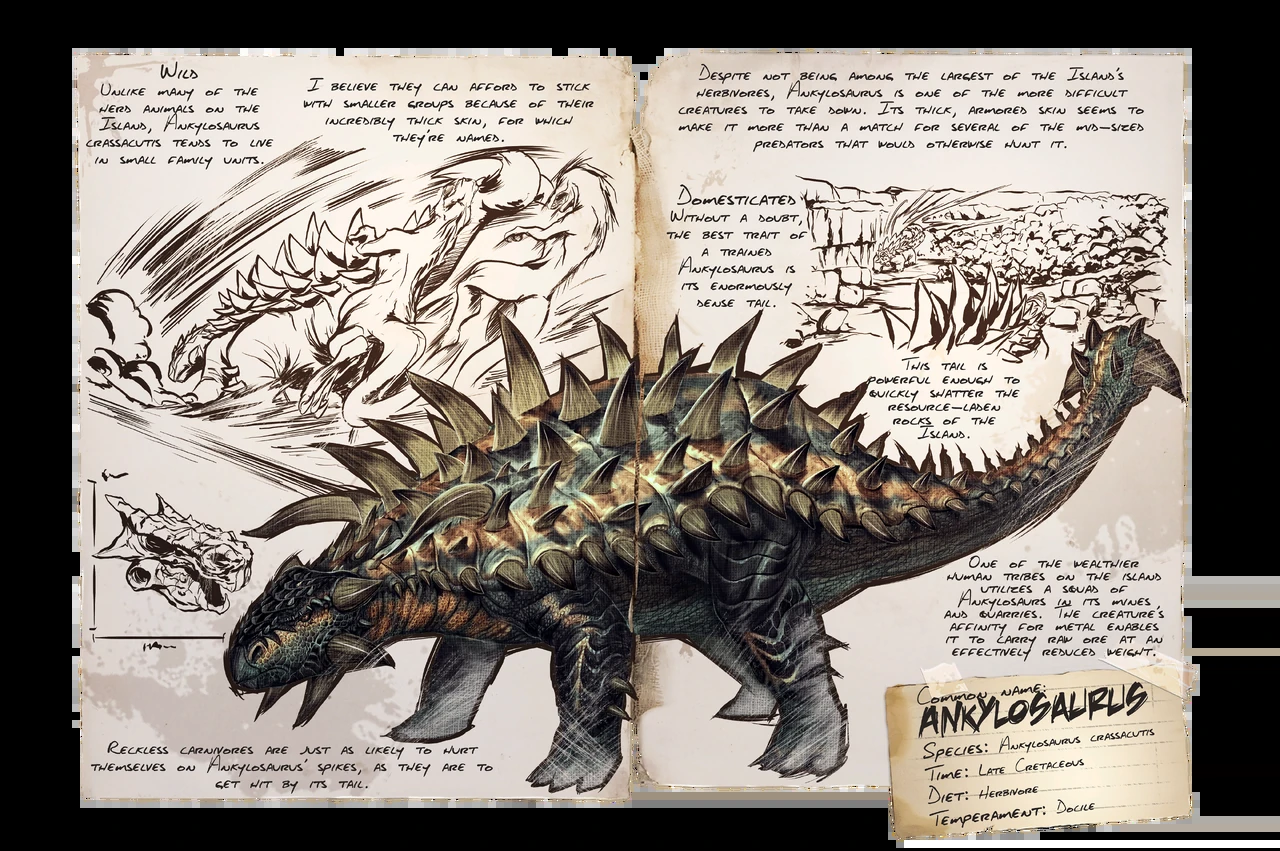 Wild
Unlike many of the
herd animals on the
Island, Ankylosaurus
crassacutis tends to live
in small family units.
I believe they can afford to stick
with smaller groups because of their
incredibly thick skin, for which
they're named.
Reckless carnivores are just as likely to hurt
themselves on Ankylosaurus' spikes, as they are to
get hit by its tail.
Despite not being among the largest of the Island's
herbivores, Ankylosaurus is one of the more difficult
creatures to take down. Its thick, armored skin seems to
make it more than a match for several of the mid-sized
predators that would otherwise hunt it.
Domesticated
Without a doubt,
the best trait of
a trained
Ankylosaurus is
its enormously
dense tail.
This tail is
powerful enough to
quickly shatter the
resource-laden
rocks of the
Island.
One of the wealthier
human tribes on the island
utilizes a squad of
Ankylosaurs in its mines
and quarries. The creature's
affinity for metal enables
it to carry raw ore at an
effectively reduced weight.
Common name:
ANKYLOSAURUS
Species: Ankylosaurus crassacutis
Time: Late Cretaceous
Diet: Herbivore
Temperament: Docile